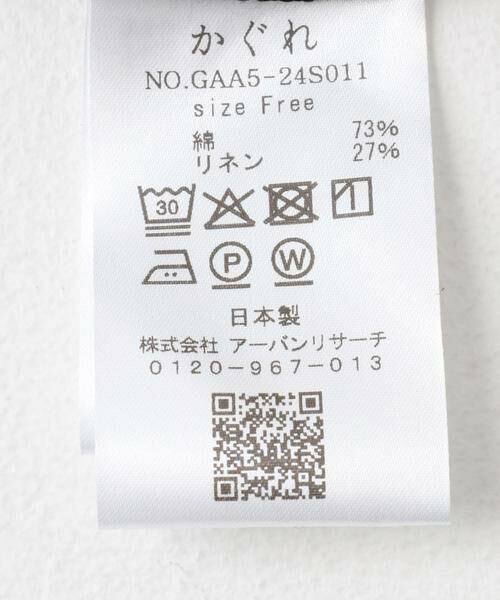 かぐれ
NO.GAA5-24S011
size Free
綿 73%
リネン 27%
30
P W
日本製
株式会社 アーバンリサーチ
0120-967-013